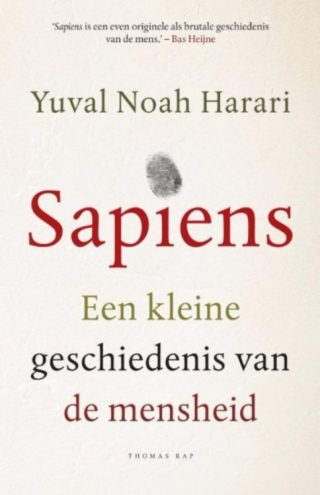 'Sapiens is een even originele als brutale geschiedenis
van de mens.' – Bas Heijne
Yuval Noah Harari
Sapiens
Een kleine
geschiedenis van
de mensheid
THOMAS RAP